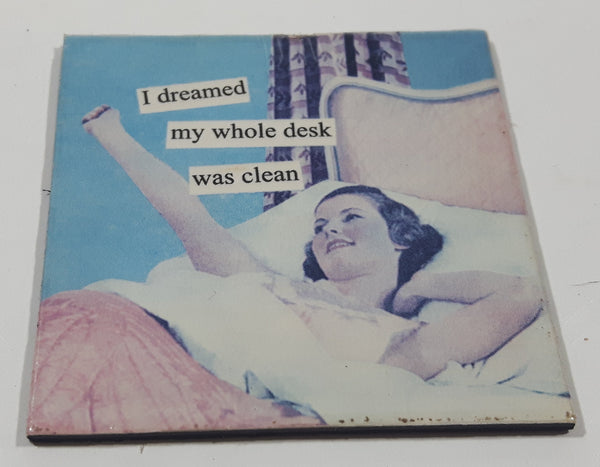 I dreamed
my whole desk
was clean